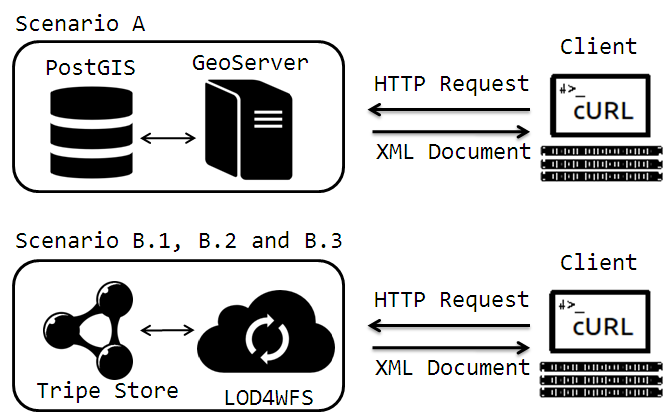 Scenario A
PostGIS
GeoServer
HTTP Request
XML Document
Client
#>_
cURL
Scenario B.1, B.2 and B.3
Tripe Store
LOD4WFS
HTTP Request
XML Document
Client
#>_
cURL